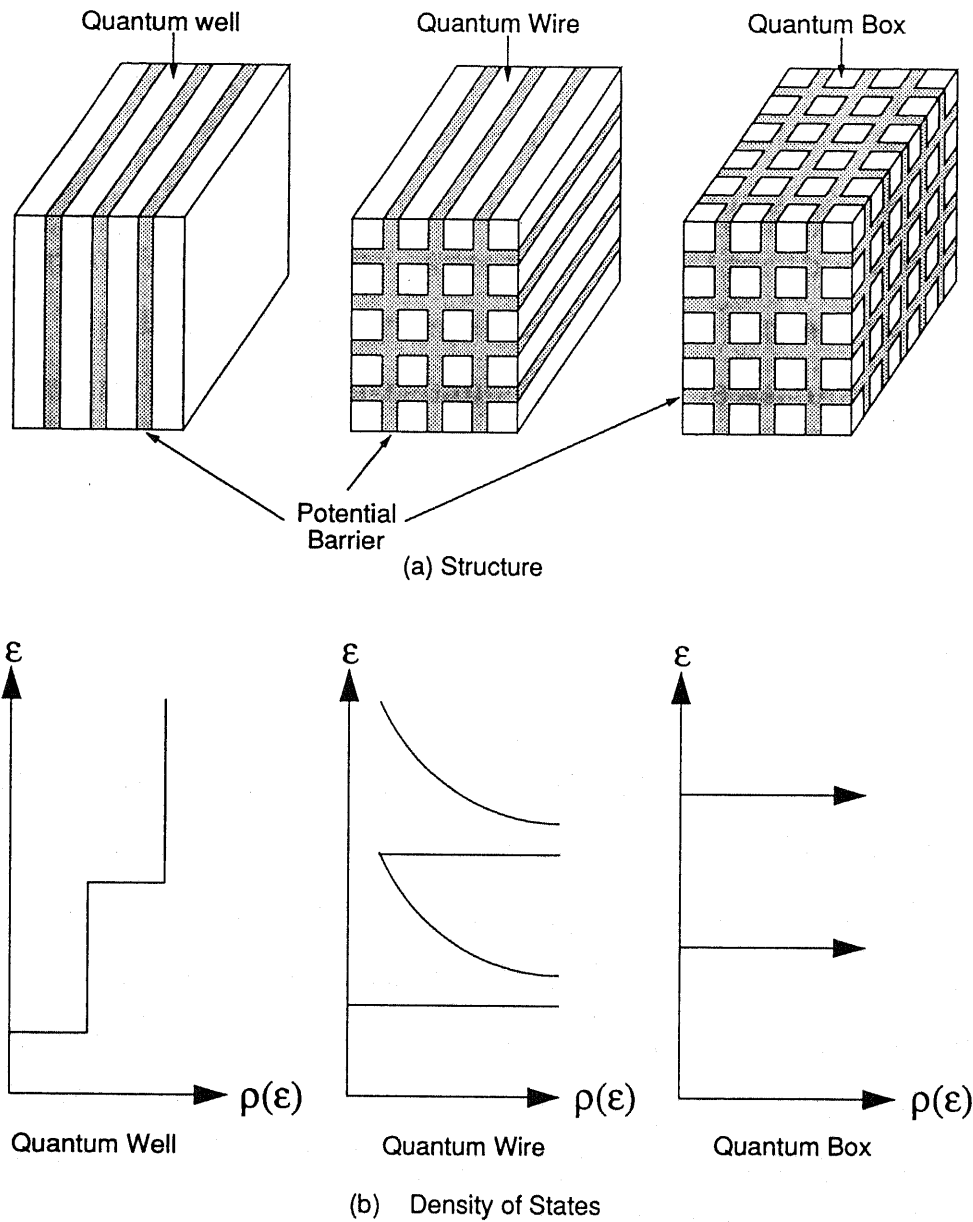 Quantum well
Quantum Wire
Quantum Box
Potential
Barrier
(a) Structure
ε
ε
ε
ρ(ε)
ρ(ε)
ρ(ε)
Quantum Well
Quantum Wire
Quantum Box
(b) Density of States